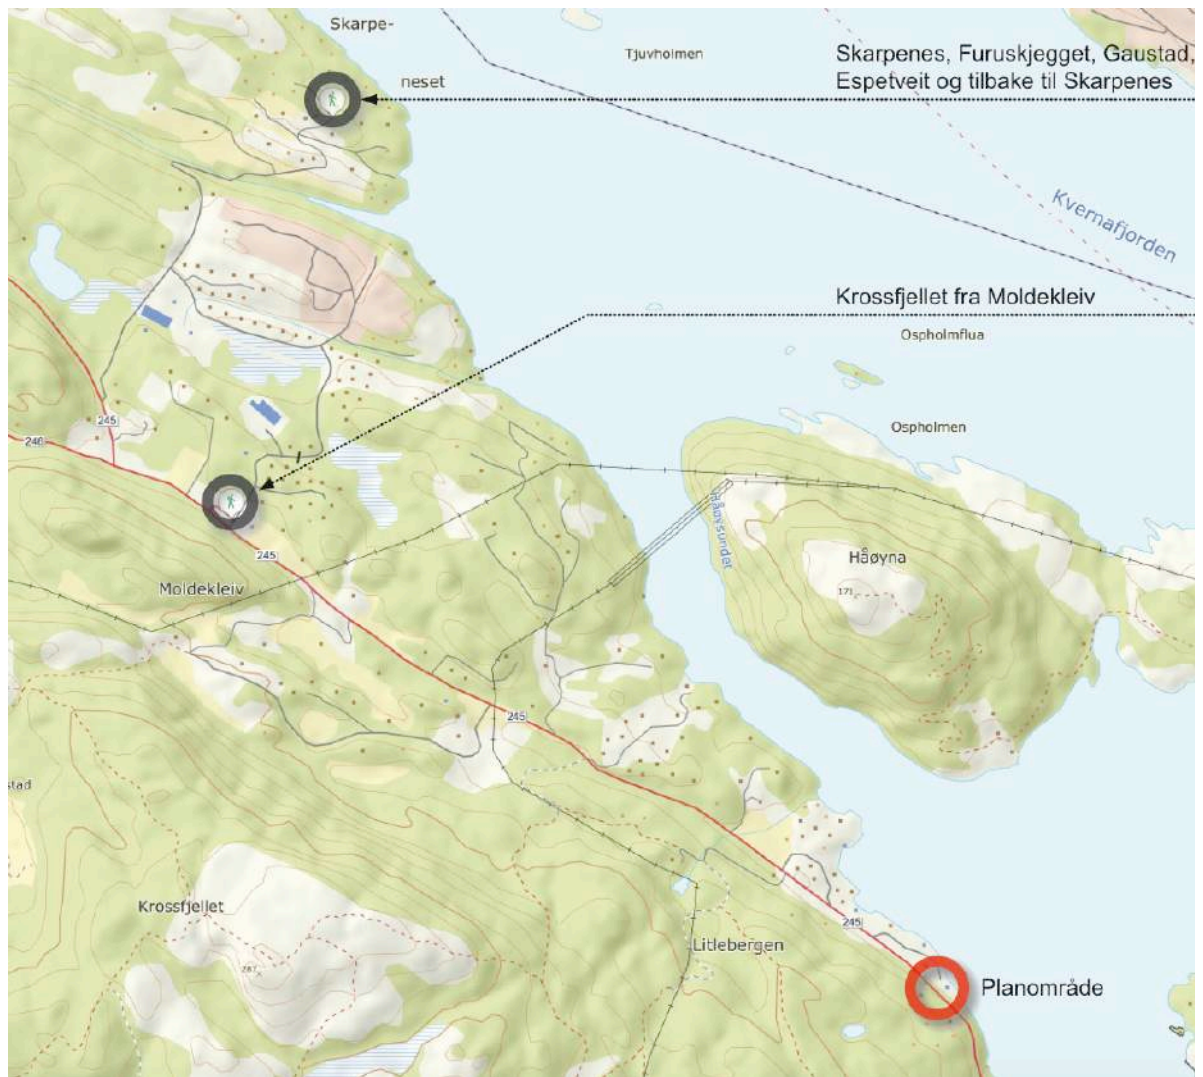 Skarpe-
neset
Tjuvholmen
Skarpenes, Furuskjegget, Gaustad,
Espetveit og tilbake til Skarpenes
Kvernafjorden
Krossfjellet fra Moldekleiv
Ospholmflua
Ospholmen
245
246
Håøysundet
Håøyna
171
245
Moldekleiv
245
stad
Krossfjellet
287
Litlebergen
245
Planområde